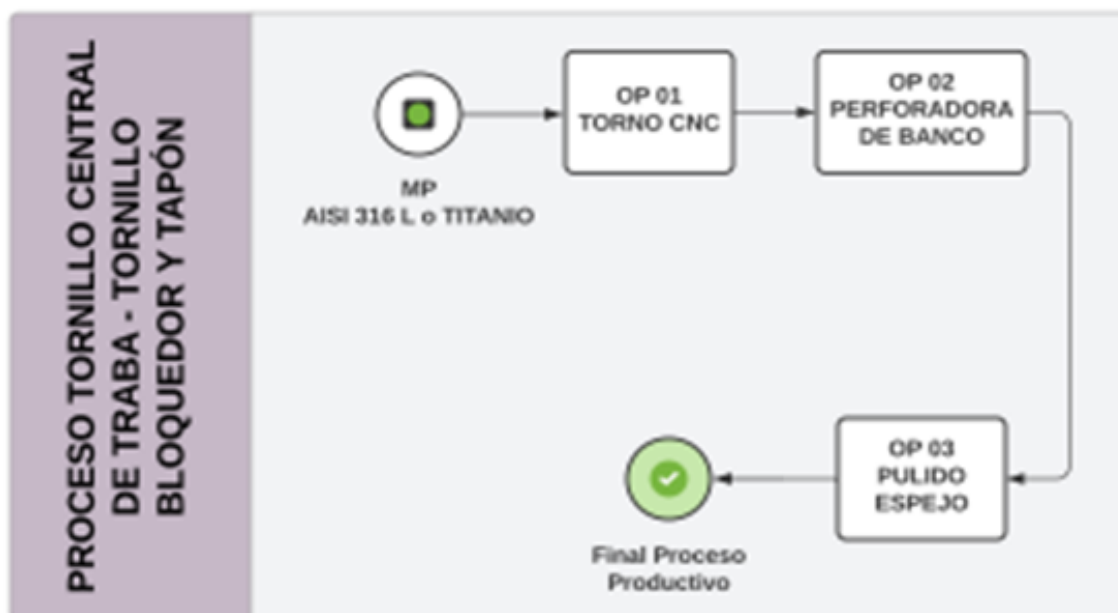 PROCESO TORNILLO CENTRAL
DE TRABA - TORNILLO
BLOQUEDOR Y TAPÓN
MP
AISI 316 L o TITANIO
OP 01
TORNO CNC
OP 02
PERFORADORA
DE BANCO
OP 03
PULIDO
ESPEJO
Final Proceso
Productivo